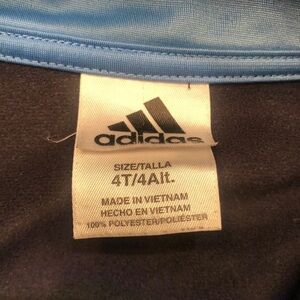 adidas
SIZE/TALLA
4T/4Alt.
MADE IN VIETNAM
HECHO EN VIETNAM
100% POLYESTER/POLIÉSTER